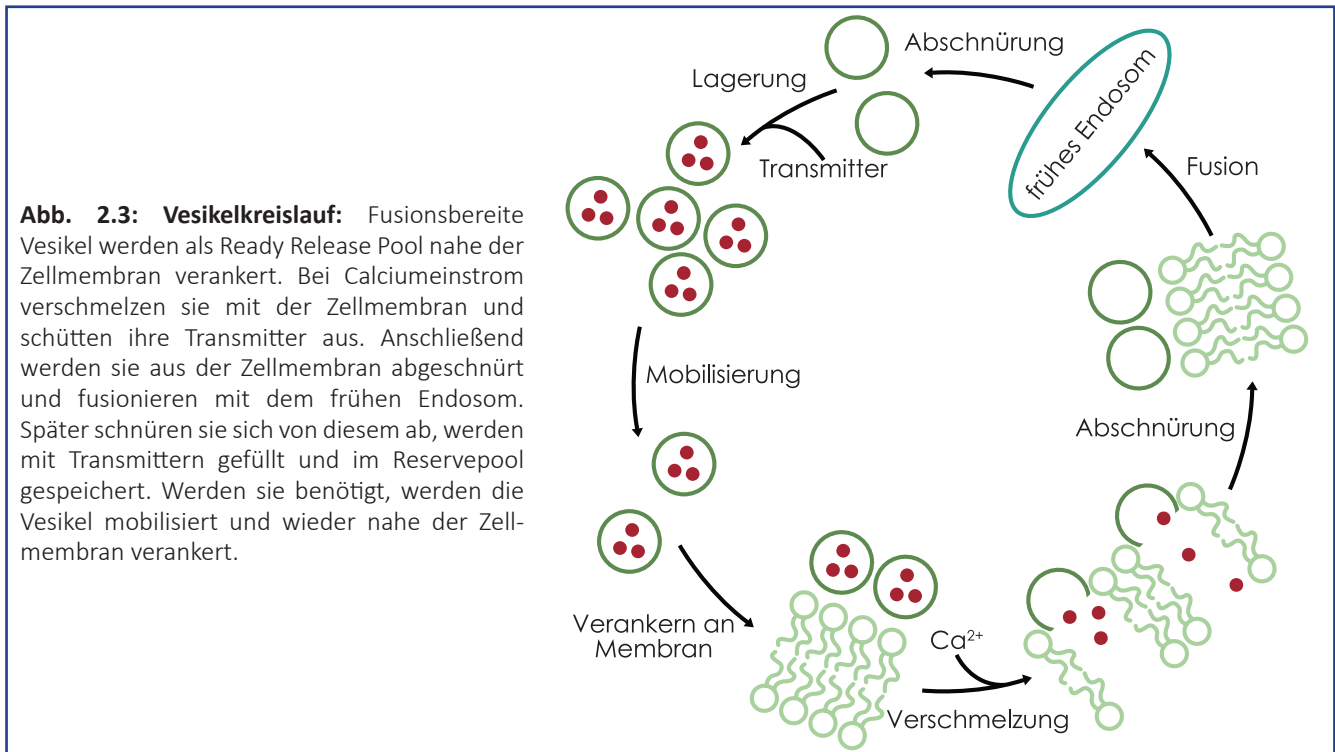 Abb. 2.3: Vesikelkreislauf: Fusionsbereite
Vesikel werden als Ready Release Pool nahe der
Zellmembran verankert. Bei Calciumeinstrom
verschmelzen sie mit der Zellmembran und
schütten ihre Transmitter aus. Anschließend
werden sie aus der Zellmembran abgeschnürt
und fusionieren mit dem frühen Endosom.
Später schnüren sie sich von diesem ab, werden
mit Transmittern gefüllt und im Reservepool
gespeichert. Werden sie benötigt, werden die
Vesikel mobilisiert und wieder nahe der Zell-
membran verankert.
Abschnürung
Lagerung
Transmitter
frühes Endosom
Fusion
Mobilisierung
Abschnürung
Verankern an
Membran
Ca²⁺
Verschmelzung